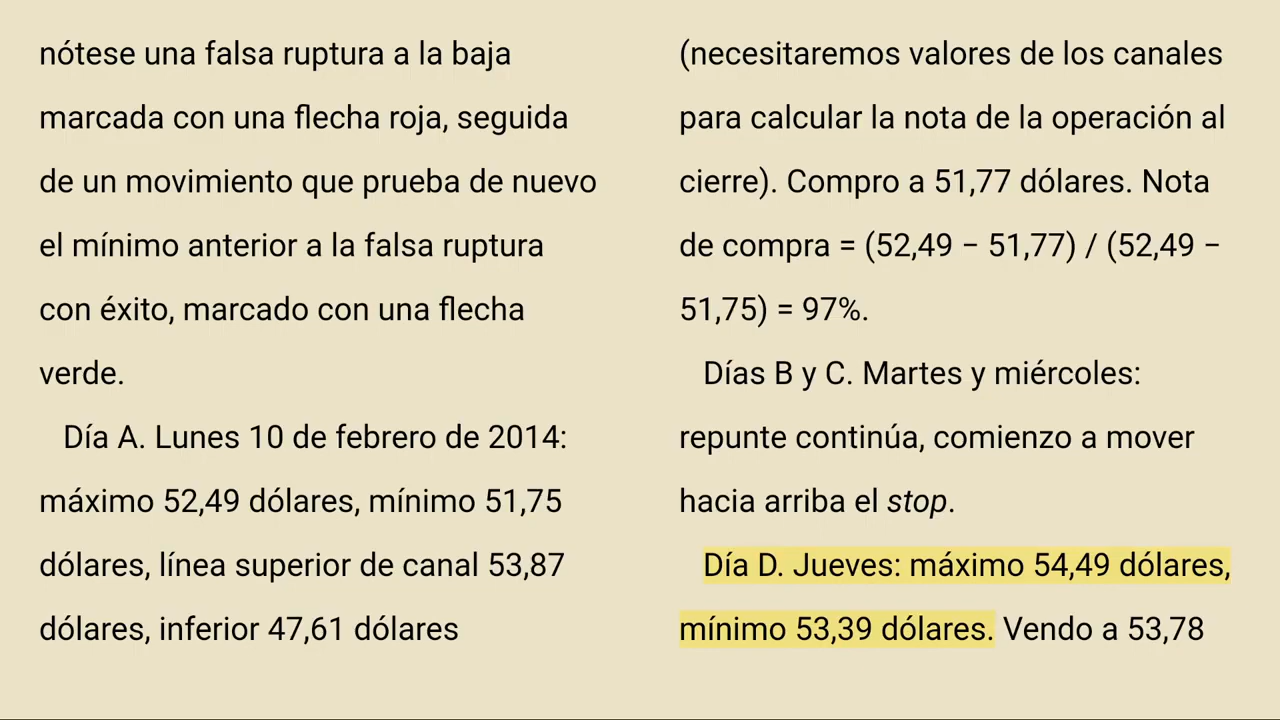 nótese una falsa ruptura a la baja
marcada con una flecha roja, seguida
de un movimiento que prueba de nuevo
el mínimo anterior a la falsa ruptura
con éxito, marcado con una flecha
verde.
Día A. Lunes 10 de febrero de 2014:
máximo 52,49 dólares, mínimo 51,75
dólares, línea superior de canal 53,87
dólares, inferior 47,61 dólares
(necesitaremos valores de los canales
para calcular la nota de la operación al
cierre). Compro a 51,77 dólares. Nota
de compra = (52,49 − 51,77) / (52,49 −
51,75) = 97%.
Días B y C. Martes y miércoles:
repunte continúa, comienzo a mover
hacia arriba el stop.
Día D. Jueves: máximo 54,49 dólares,
mínimo 53,39 dólares. Vendo a 53,78